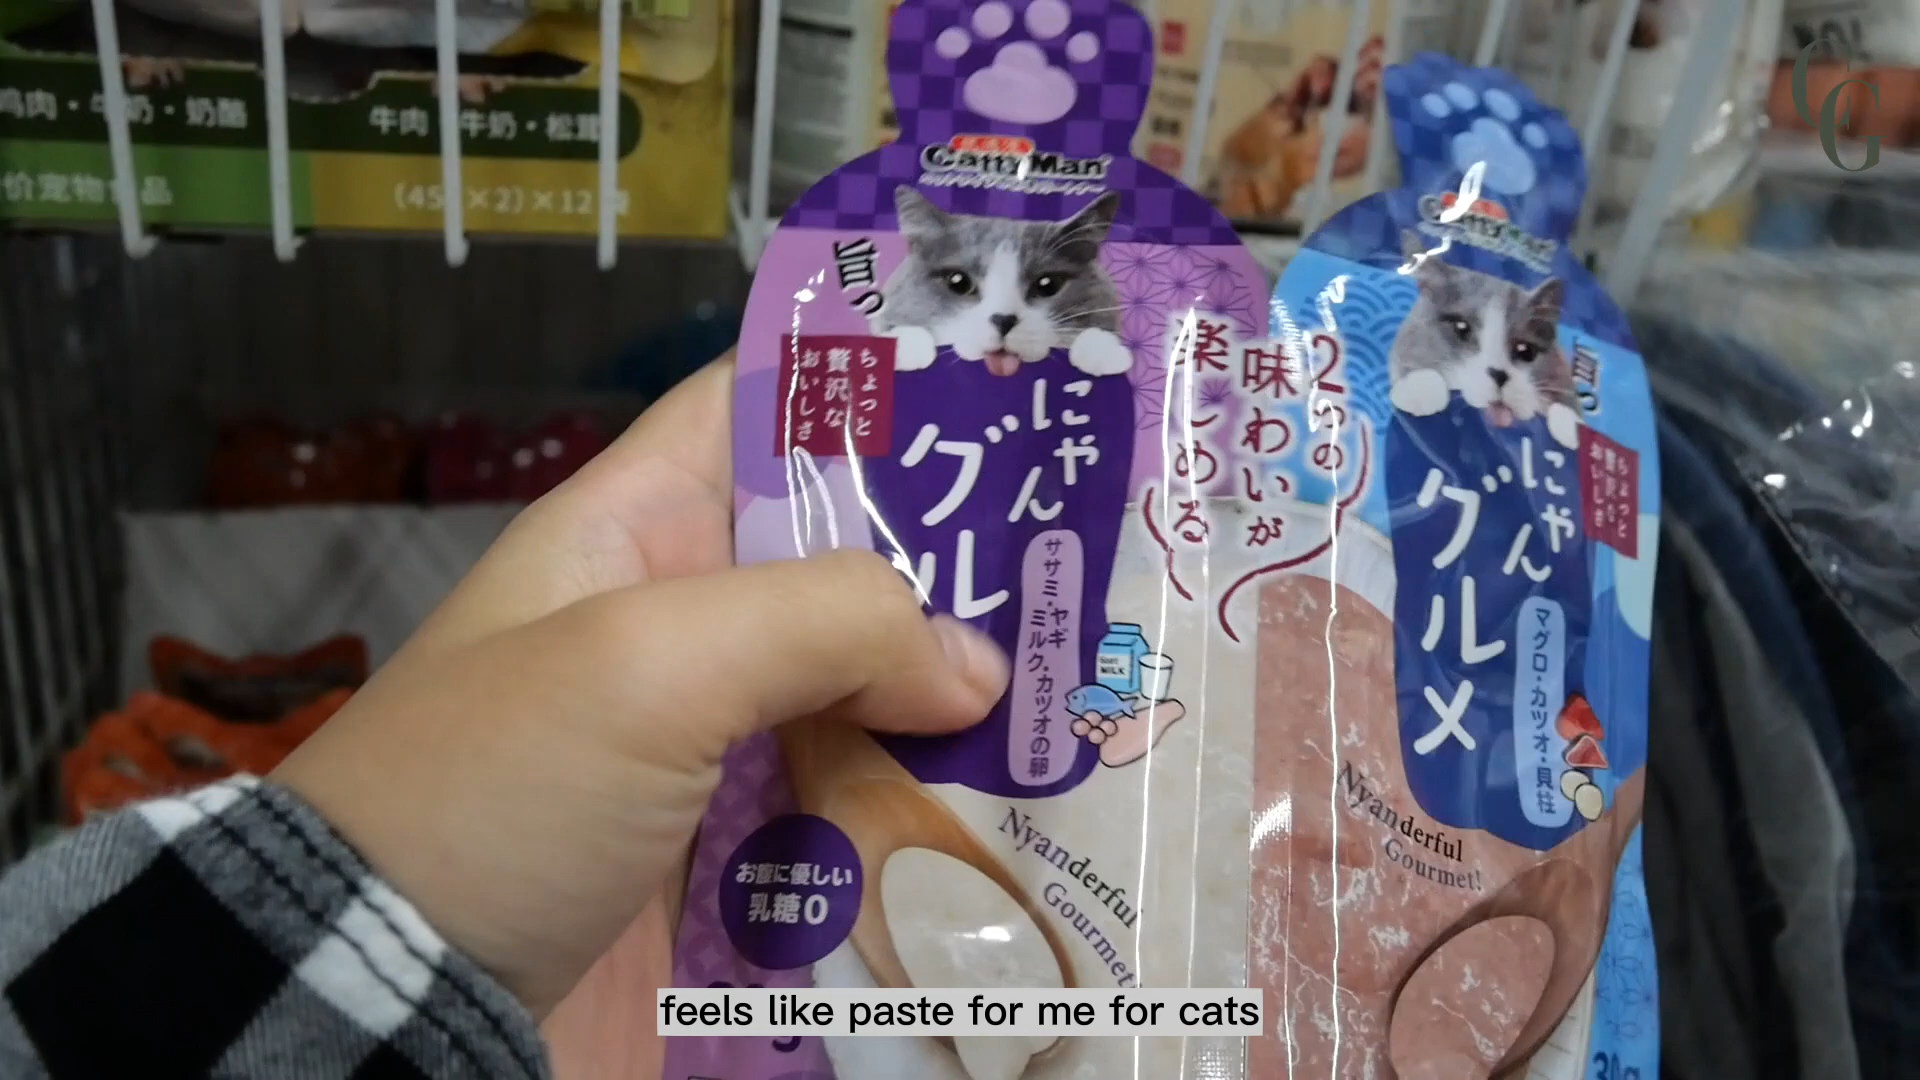 牛肉
牛奶・松茸
・奶酪
×2)×12
CattyMan
旨っ
ちょっと
贅沢な
おいしさ
にゃん
グル
ササミ・ヤギ
ミルク・カツオの卵
GOAT
MILK
お腹に優しい
乳糖0
Nyanderful
Gourmet
2つの
味わいが
楽しめる
CattyMan
旨っ
ちょっと
贅沢な
おいしさ
にゃん
グルメ
マグロ・カツオ・貝柱
Nyanderful
Gourmet!
30g
CG
feels like paste for me for cats